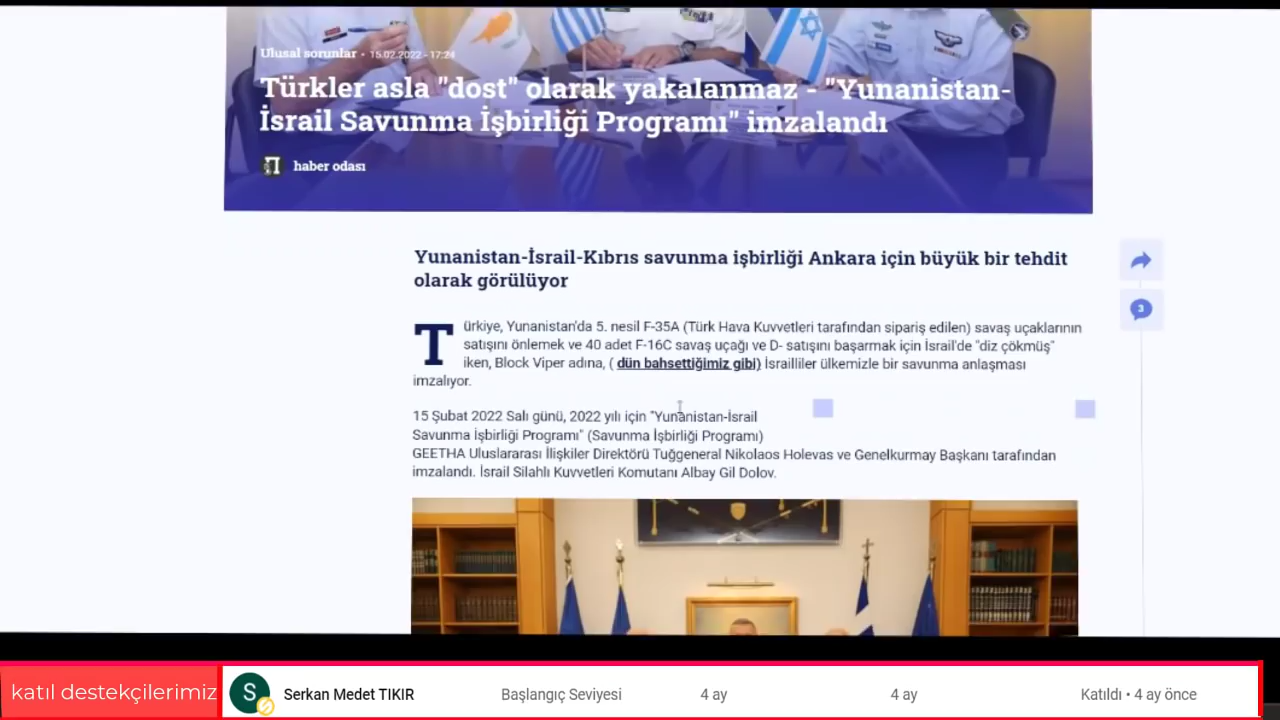 Ulusal sorunlar • 15.02.2022 - 17:24
Türkler asla "dost" olarak yakalanmaz - "Yunanistan-
İsrail Savunma İşbirliği Programı" imzalandı
haber odası
Yunanistan-İsrail-Kıbrıs savunma işbirliği Ankara için büyük bir tehdit
olarak görülüyor
3
Türkiye, Yunanistan'da 5. nesil F-35A (Türk Hava Kuvvetleri tarafından sipariş edilen) savaş uçaklarının
satışını önlemek ve 40 adet F-16C savaş uçağı ve D- satışını başarmak için İsrail'de "diz çökmüş"
iken, Block Viper adına, ( dün bahsettiğimiz gibi) İsrailliler ülkemizle bir savunma anlaşması
imzalıyor.
15 Şubat 2022 Salı günü, 2022 yılı için "Yunanistan-İsrail
Savunma İşbirliği Programı" (Savunma İşbirliği Programı)
GEETHA Uluslararası İlişkiler Direktörü Tuğgeneral Nikolaos Holevas ve Genelkurmay Başkanı tarafından
imzalandı. İsrail Silahlı Kuvvetleri Komutanı Albay Gil Dolov.
katıl destekçilerimiz
S
Serkan Medet TIKIR
Başlangıç Seviyesi
4 ay
4 ay
Katıldı • 4 ay önce